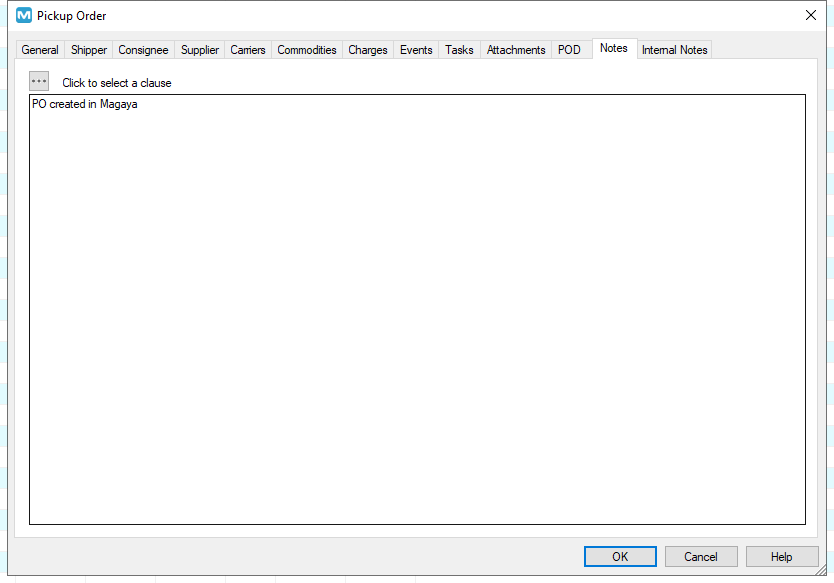 Pickup Order
General Shipper Consignee Supplier Carriers Commodities Charges Events Tasks Attachments POD Notes Internal Notes
Click to select a clause
PO created in Magaya
OK Cancel Help